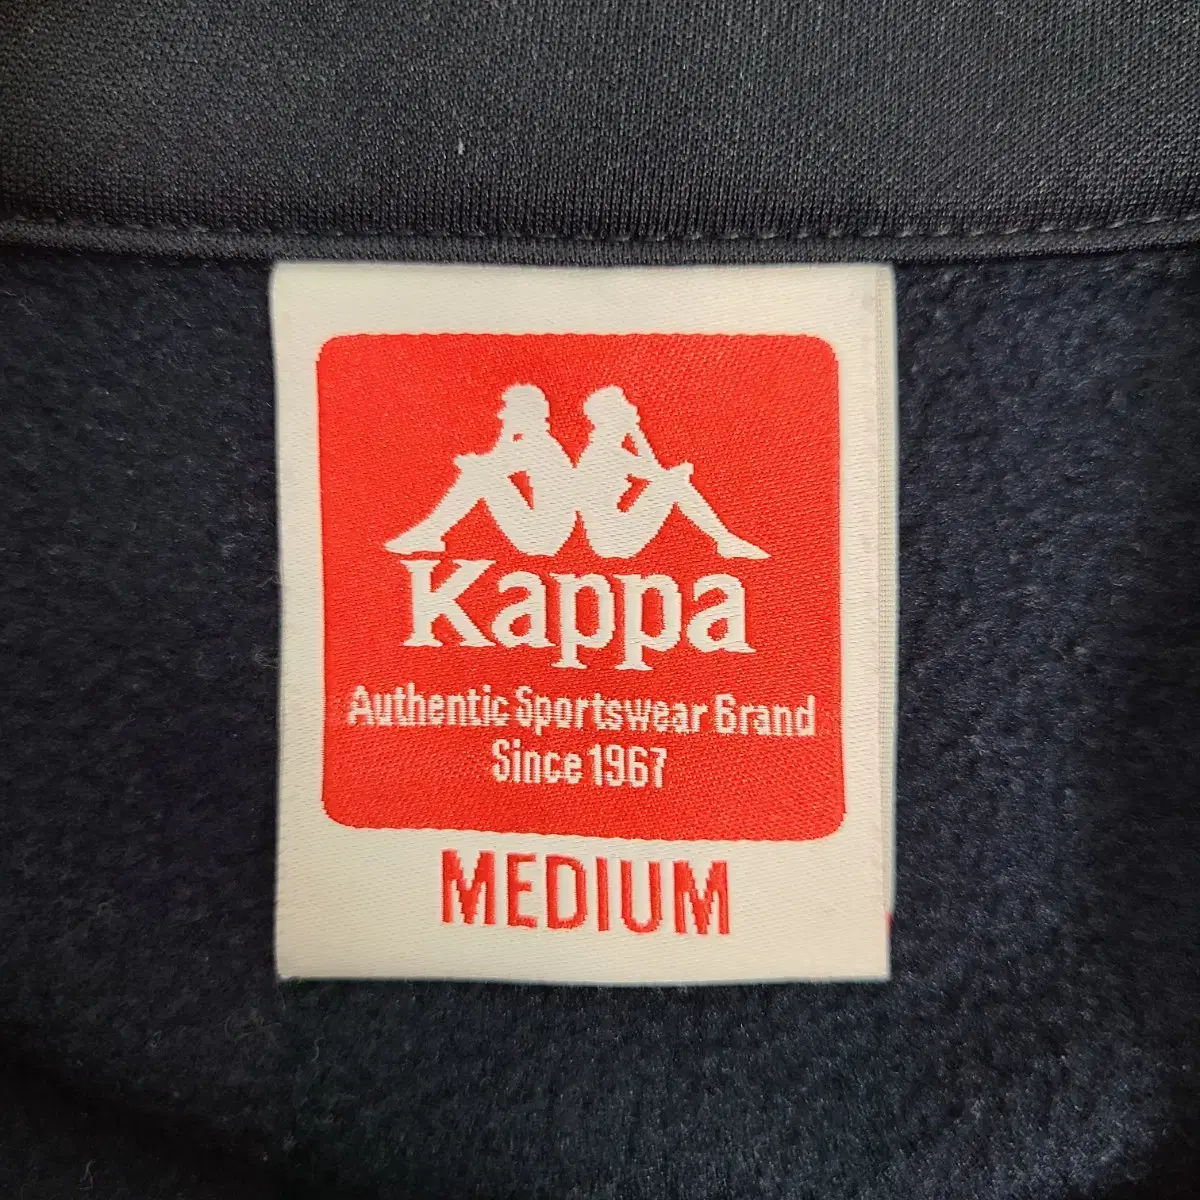 Kappa
Authentic Sportswear Brand
Since 1967
MEDIUM